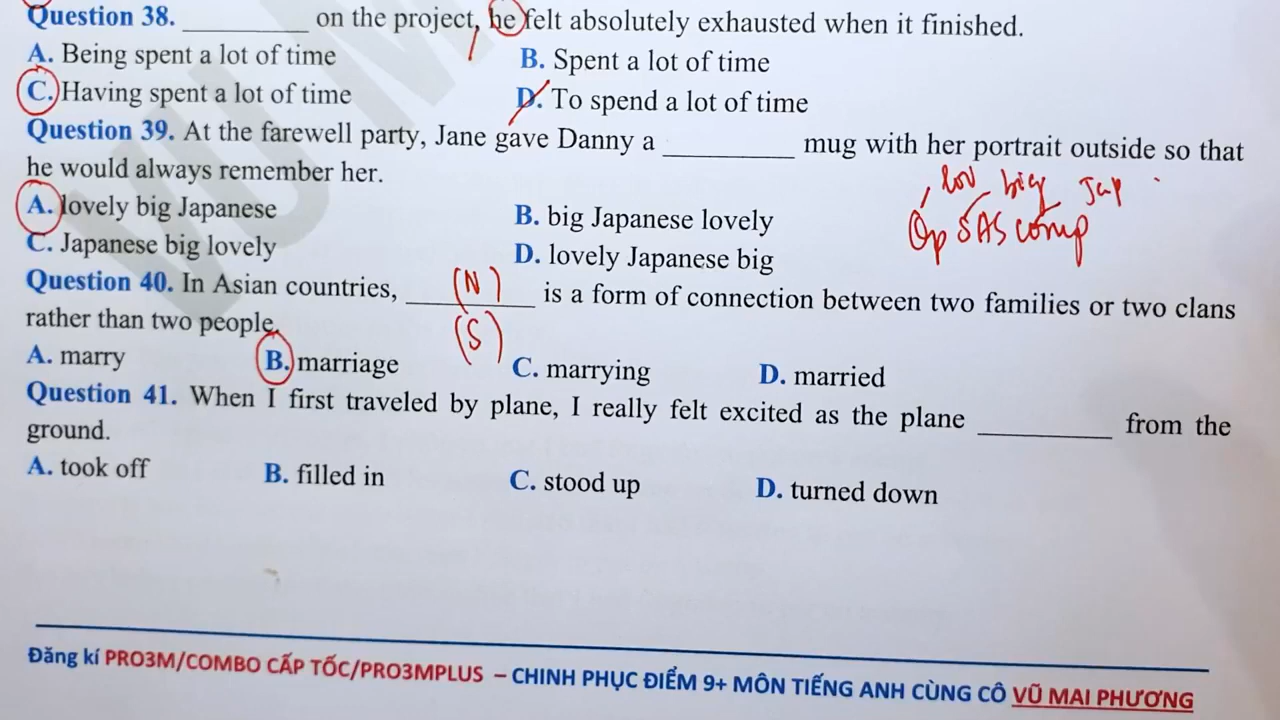 Question 38. __________ on the project, he felt absolutely exhausted when it finished.
A. Being spent a lot of time B. Spent a lot of time
C. Having spent a lot of time D. To spend a lot of time
Question 39. At the farewell party, Jane gave Danny a __________ mug with her portrait outside so that
he would always remember her.
lov big Jap
A. lovely big Japanese B. big Japanese lovely
Op SAS comp
C. Japanese big lovely D. lovely Japanese big
(N)
Question 40. In Asian countries, __________ is a form of connection between two families or two clans
rather than two people.
(S)
A. marry B. marriage C. marrying D. married
Question 41. When I first traveled by plane, I really felt excited as the plane __________ from the
ground.
A. took off B. filled in C. stood up D. turned down
Đăng kí PRO3M/COMBO CẤP TỐC/PRO3MPLUS – CHINH PHỤC ĐIỂM 9+ MÔN TIẾNG ANH CÙNG CÔ VŨ MAI PHƯƠNG